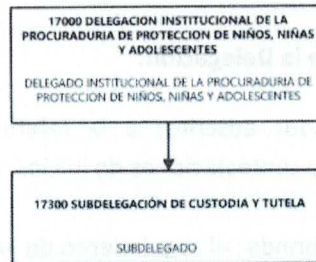 17000 DELEGACION INSTITUCIONAL DE LA
PROCURADURIA DE PROTECCION DE NIÑOS, NIÑAS
Y ADOLESCENTES
DELEGADO INSTITUCIONAL DE LA PROCURADURIA DE
PROTECCION DE NIÑOS, NIÑAS Y ADOLESCENTES
17300 SUBDELEGACIÓN DE CUSTODIA Y TUTELA
SUBDELEGADO